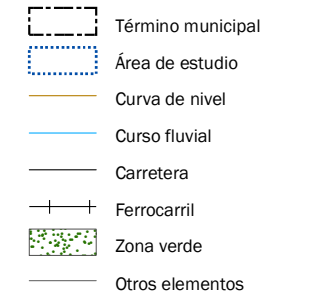 Término municipal
Área de estudio
Curva de nivel
Curso fluvial
Carretera
Ferrocarril
Zona verde
Otros elementos